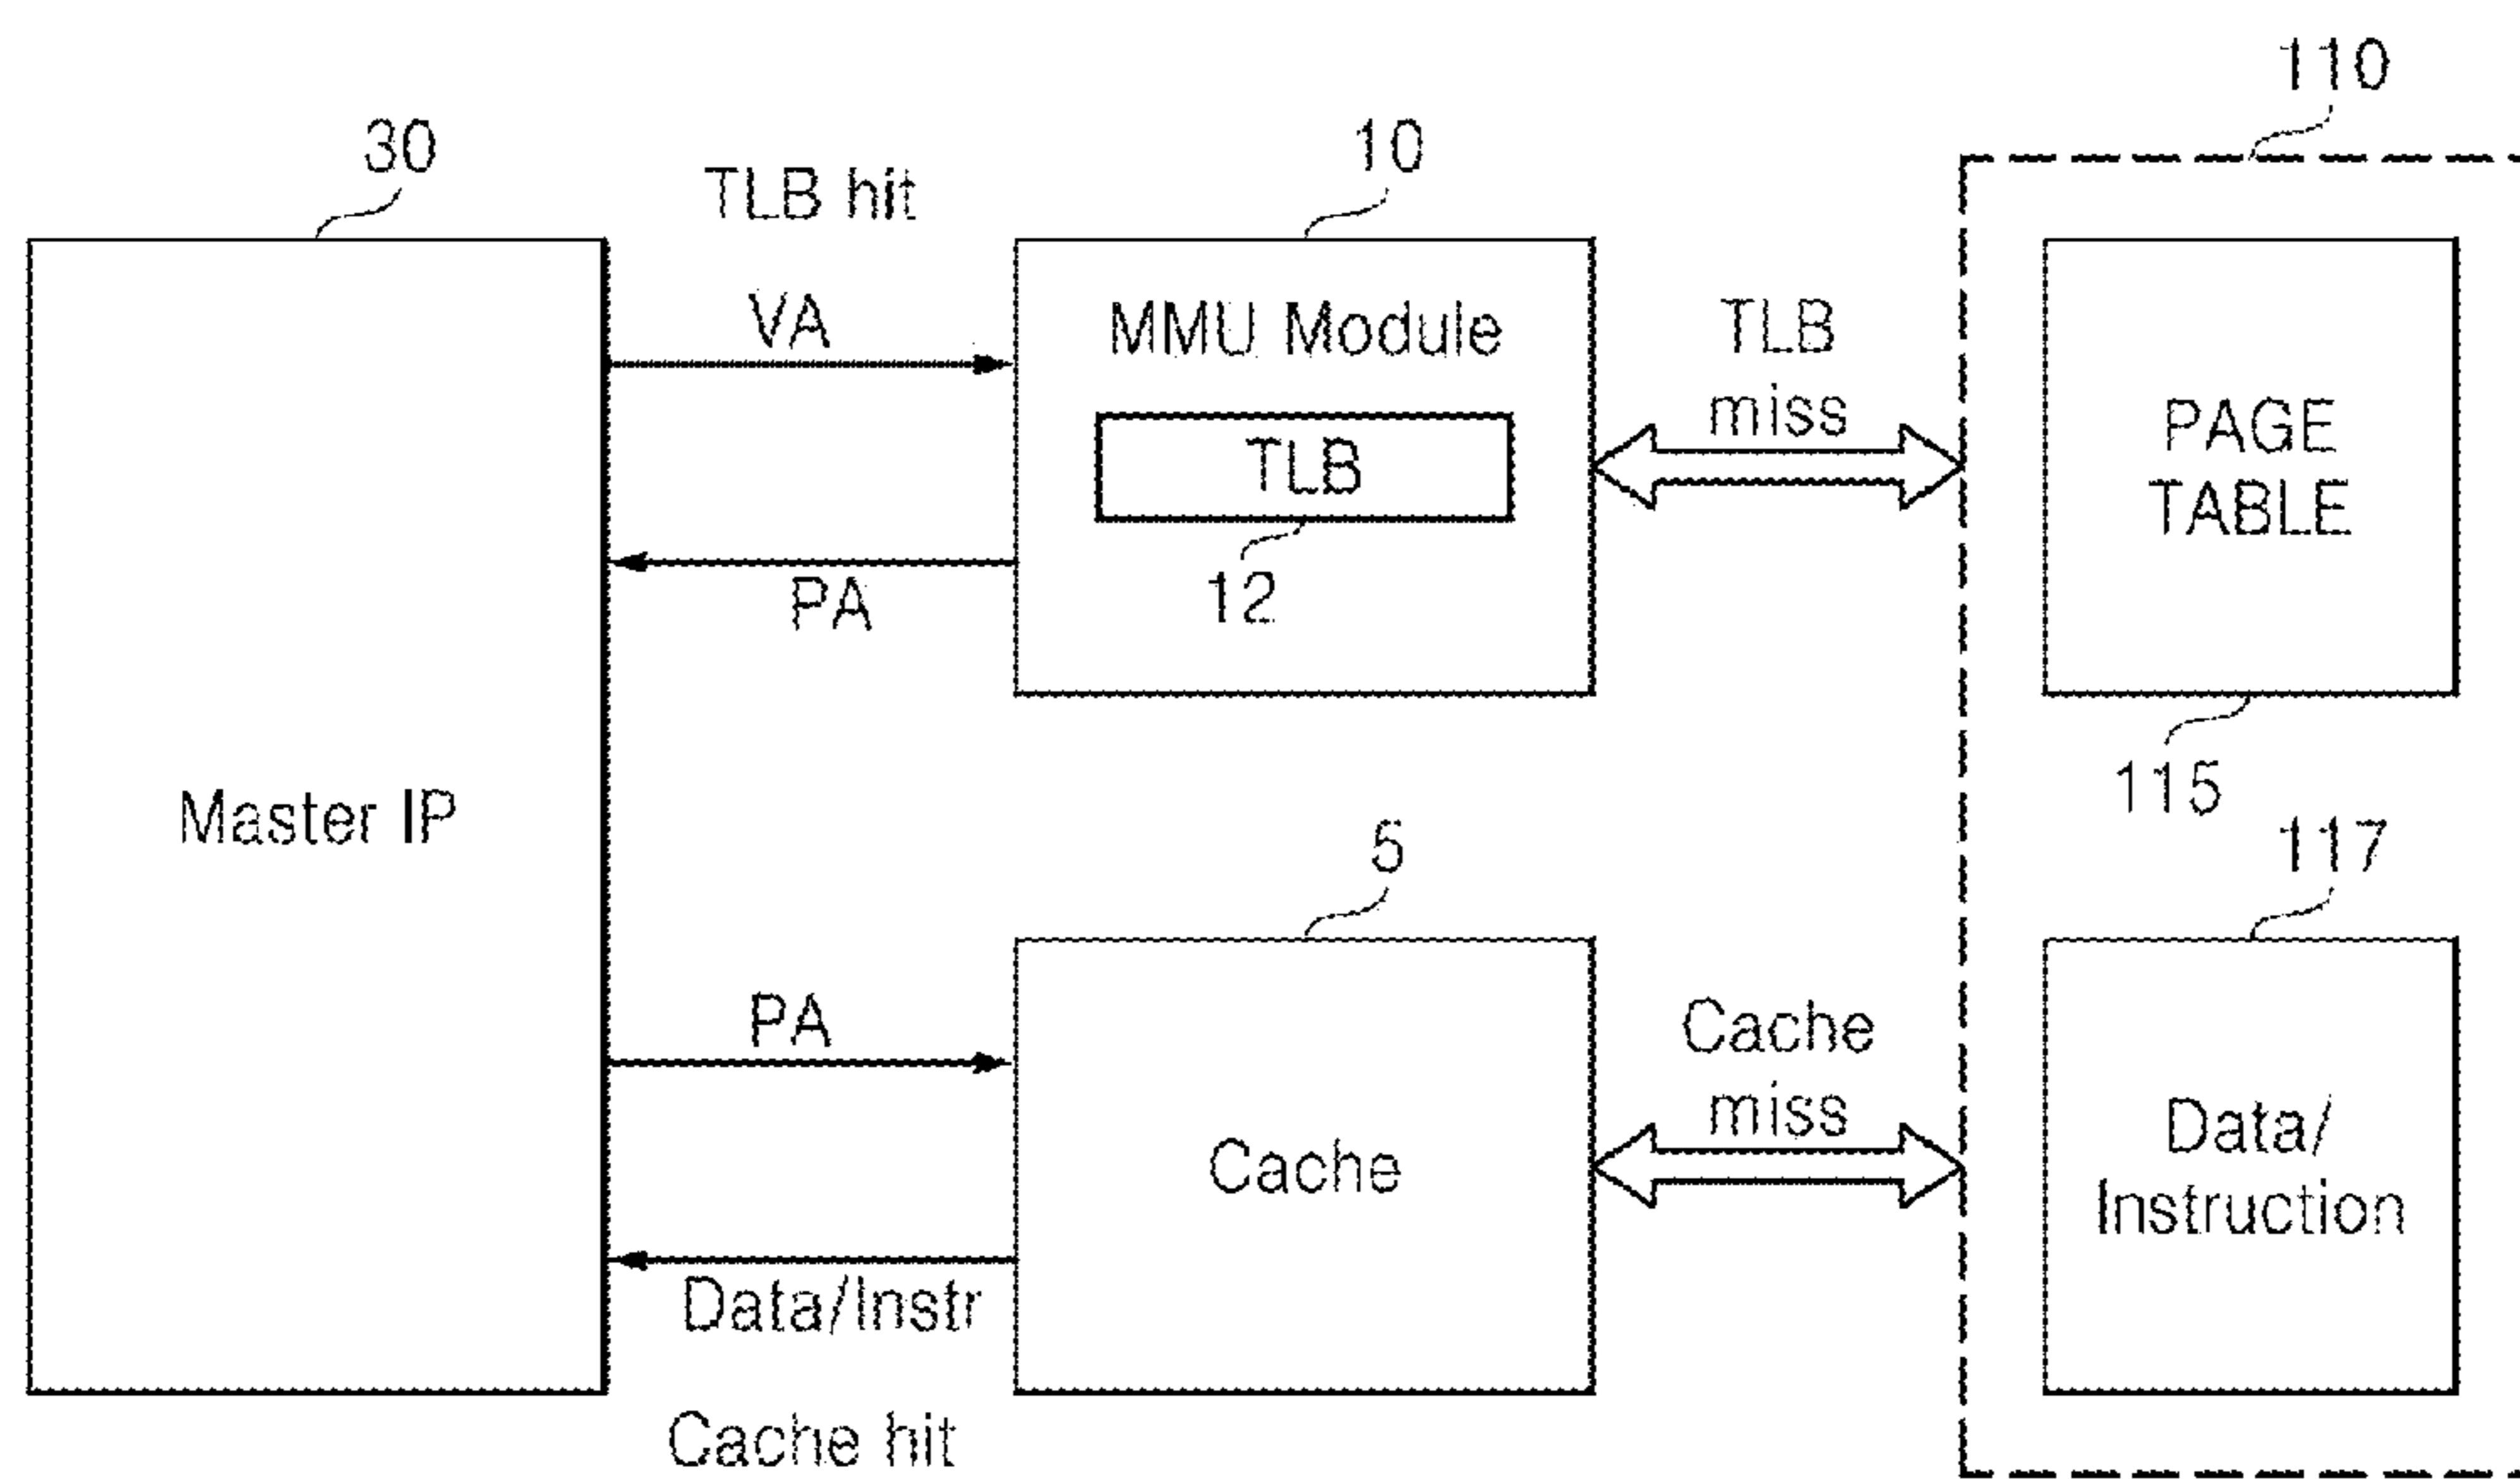 110
30
TLB hit
10
VA
MMU Module
TLB
miss
TLB
PAGE
TABLE
PA
12
115
Master IP
5
117
PA
Cache
miss
Cache
Data/
Instruction
Data/Instr
Cache hit